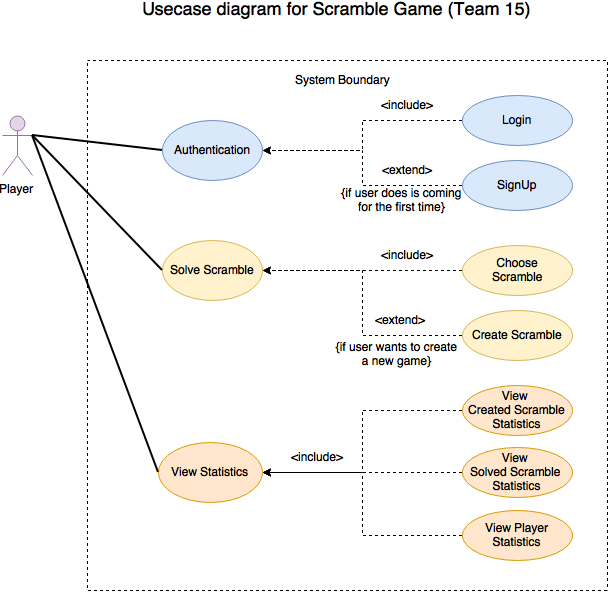 Usecase diagram for Scramble Game (Team 15)
System Boundary
Player
Authentication
<include>
Login
<extend>
{if user does is coming
for the first time}
SignUp
Solve Scramble
<include>
Choose
Scramble
<extend>
{if user wants to create
a new game}
Create Scramble
View Statistics
<include>
View
Created Scramble
Statistics
View
Solved Scramble
Statistics
View Player
Statistics